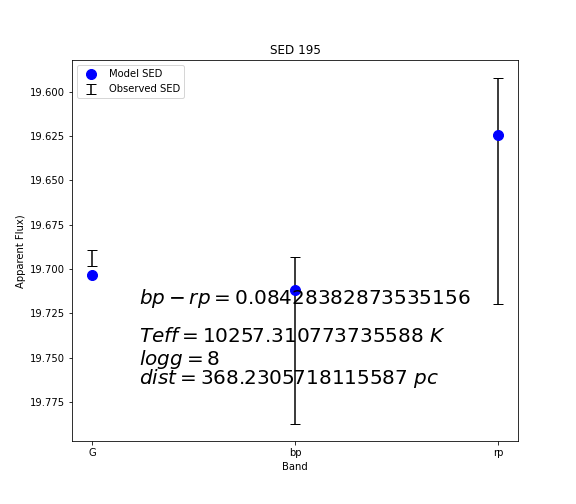 SED 195
Model SED
Observed SED
19.600
19.625
19.650
19.675
19.700
19.725
19.750
19.775
Apparent Flux)
bp − rp = 0.08428382873535156
Teff = 10257.310773735588 K
logg = 8
dist = 368.2305718115587 pc
G
bp
rp
Band